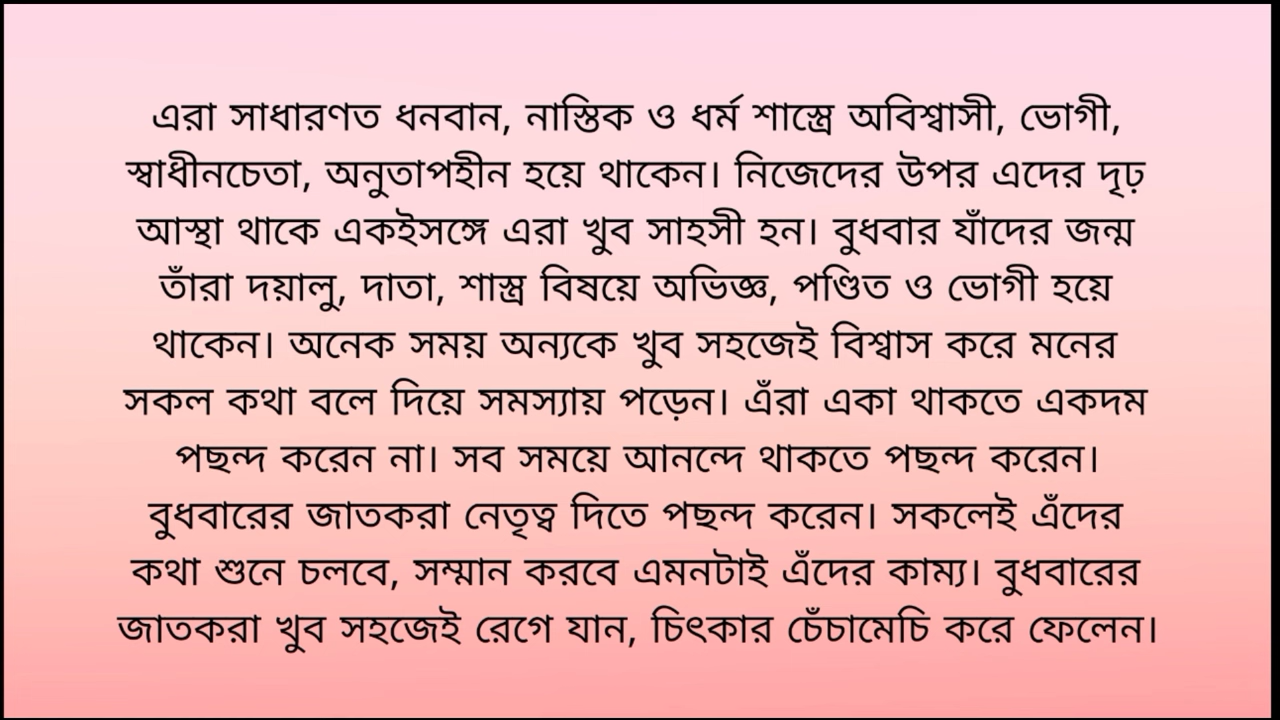 এরা সাধারণত ধনবান, নাস্তিক ও ধর্ম শাস্ত্রে অবিশ্বাসী, ভোগী,
স্বাধীনচেতা, অনুতাপহীন হয়ে থাকেন। নিজেদের উপর এদের দৃঢ়
আস্থা থাকে একইসঙ্গে এরা খুব সাহসী হন। বুধবার যাঁদের জন্ম
তাঁরা দয়ালু, দাতা, শাস্ত্র বিষয়ে অভিজ্ঞ, পণ্ডিত ও ভোগী হয়ে
থাকেন। অনেক সময় অন্যকে খুব সহজেই বিশ্বাস করে মনের
সকল কথা বলে দিয়ে সমস্যায় পড়েন। এঁরা একা থাকতে একদম
পছন্দ করেন না। সব সময়ে আনন্দে থাকতে পছন্দ করেন।
বুধবারের জাতকরা নেতৃত্ব দিতে পছন্দ করেন। সকলেই এঁদের
কথা শুনে চলবে, সম্মান করবে এমনটাই এঁদের কাম্য। বুধবারের
জাতকরা খুব সহজেই রেগে যান, চিৎকার চেঁচামেচি করে ফেলেন।